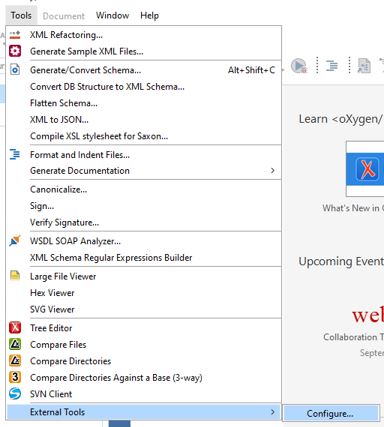 Tools Document Window Help
XML Refactoring...
Generate Sample XML Files...
Generate/Convert Schema... Alt+Shift+C
Convert DB Structure to XML Schema...
Flatten Schema...
XML to JSON...
Compile XSL stylesheet for Saxon...
Format and Indent Files...
Generate Documentation
Canonicalize...
Sign...
Verify Signature...
WSDL SOAP Analyzer...
XML Schema Regular Expressions Builder
Large File Viewer
Hex Viewer
SVG Viewer
Tree Editor
Compare Files
Compare Directories
Compare Directories Against a Base (3-way)
SVN Client
External Tools
Configure...
Learn <oXygen/
What's New in
Upcoming Event
web
Collaboration T
Septe